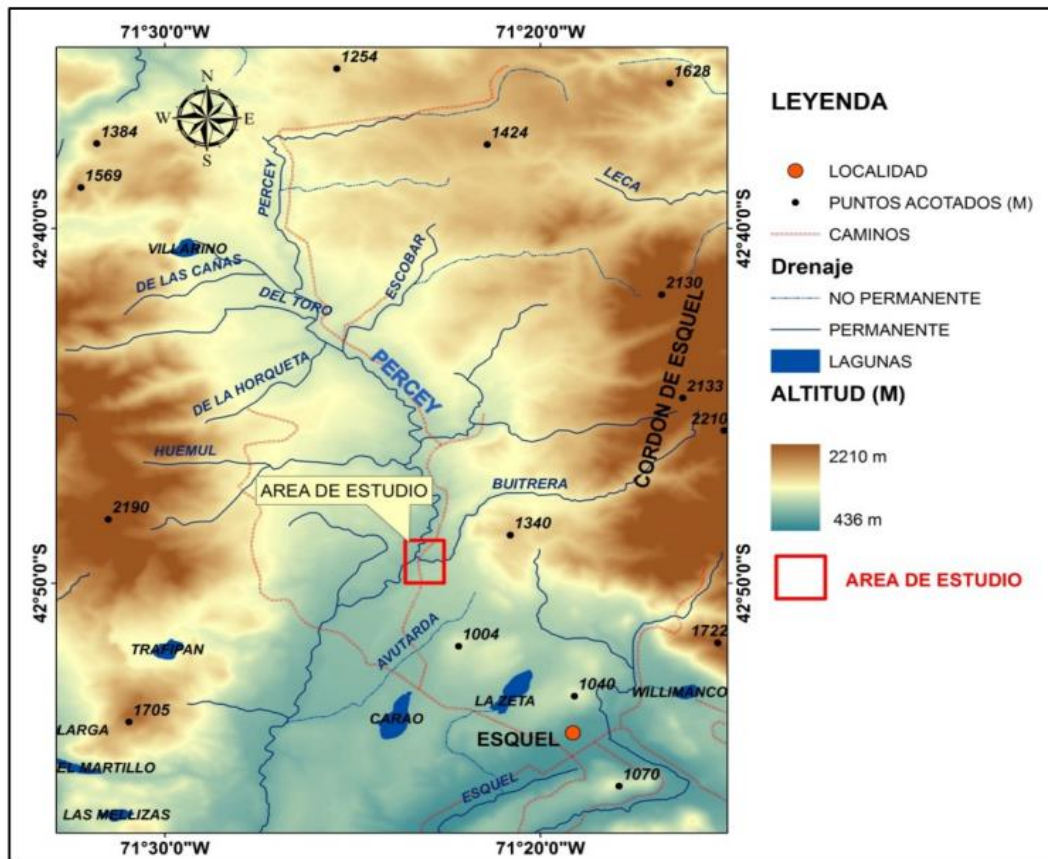 71°30'0"W
71°20'0"W
1254
1628
N
W
E
S
1384
1424
1569
LECA
PERCEY
42°40'0"S
42°40'0"S
VILLARINO
ESCOBAR
DE LAS CAÑAS
2130
DEL TORO
PERCEY
CORDON DE ESQUEL
DE LA HORQUETA
2133
2210
HUEMUL
AREA DE ESTUDIO
BUITRERA
2190
1340
42°50'0"S
42°50'0"S
AVUTARDA
1004
1722
TRAFIPAN
1040
WILLIMANCO
LA ZETA
1705
CARAO
LARGA
ESQUEL
EL MARTILLO
ESQUEL
1070
LAS MELLIZAS
71°30'0"W
71°20'0"W
LEYENDA
LOCALIDAD
PUNTOS ACOTADOS (M)
CAMINOS
Drenaje
NO PERMANENTE
PERMANENTE
LAGUNAS
ALTITUD (M)
2210 m
436 m
AREA DE ESTUDIO